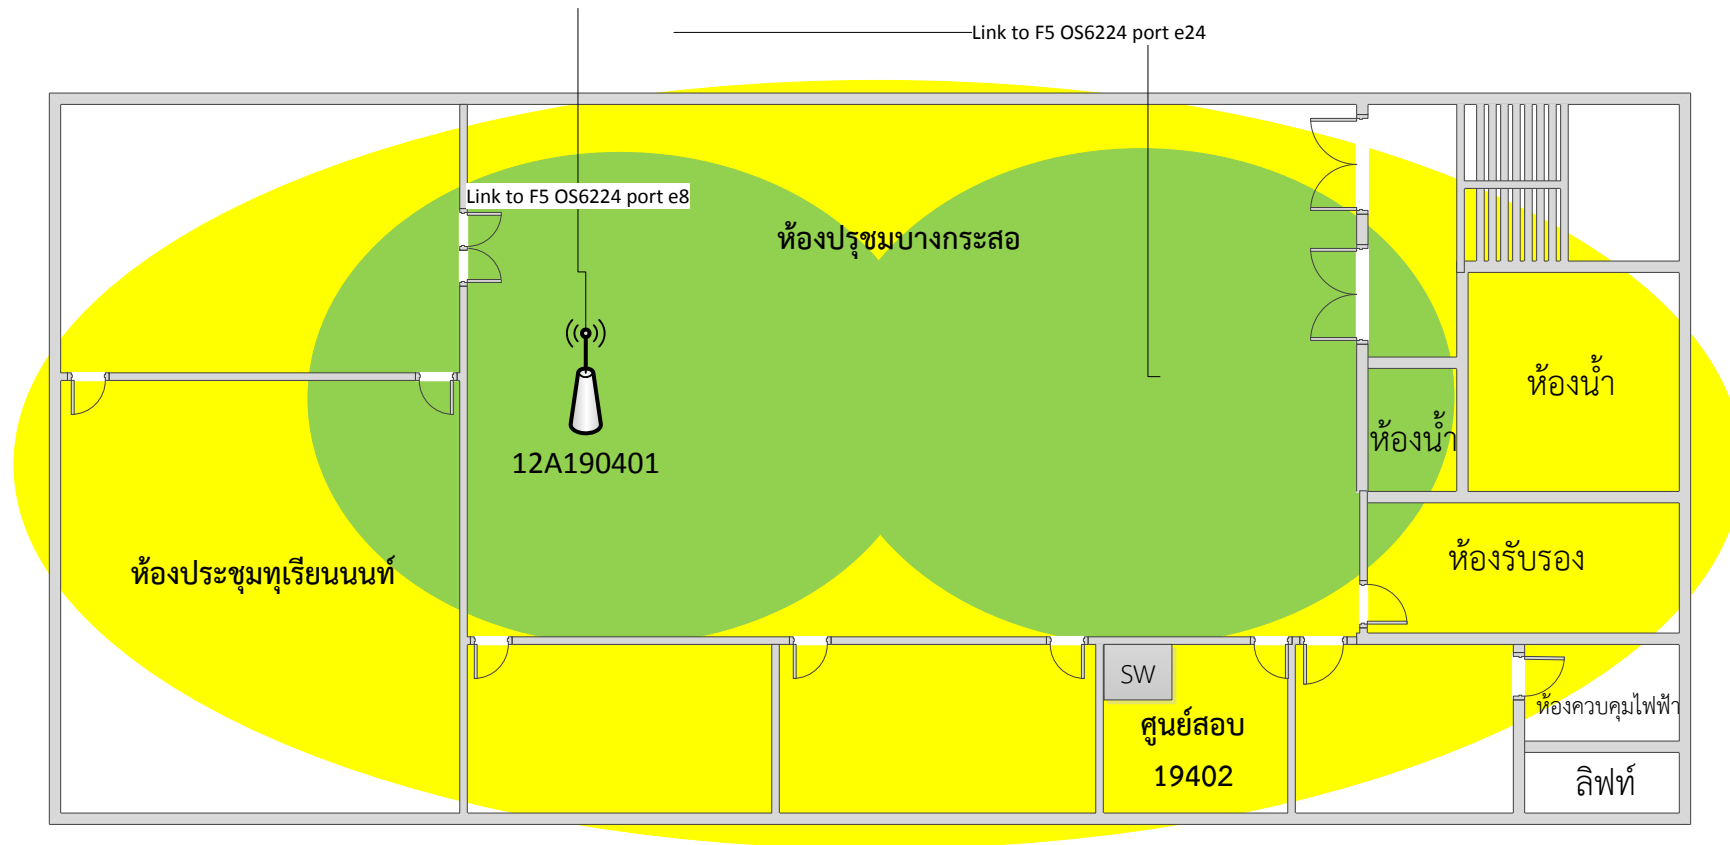 Link to F5 OS6224 port e24
Link to F5 OS6224 port e8
ห้องปรุชมบางกระสอ
ห้องน้ำ
ห้องน้ำ
12A190401
ห้องรับรอง
ห้องประชุมทุเรียนนนท์
SW
ห้องควบคุมไฟฟ้า
ศูนย์สอบ
19402
ลิฟท์